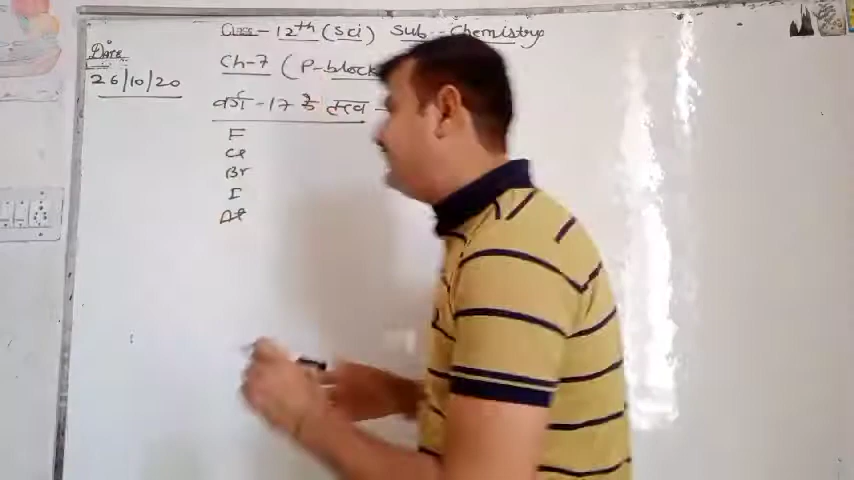 Class - 12th (Sci) Sub - Chemistry
Date
26/10/20
Ch-7 (P-block
वर्ग - 17 के तत्व -
F
Cl
Br
I
At